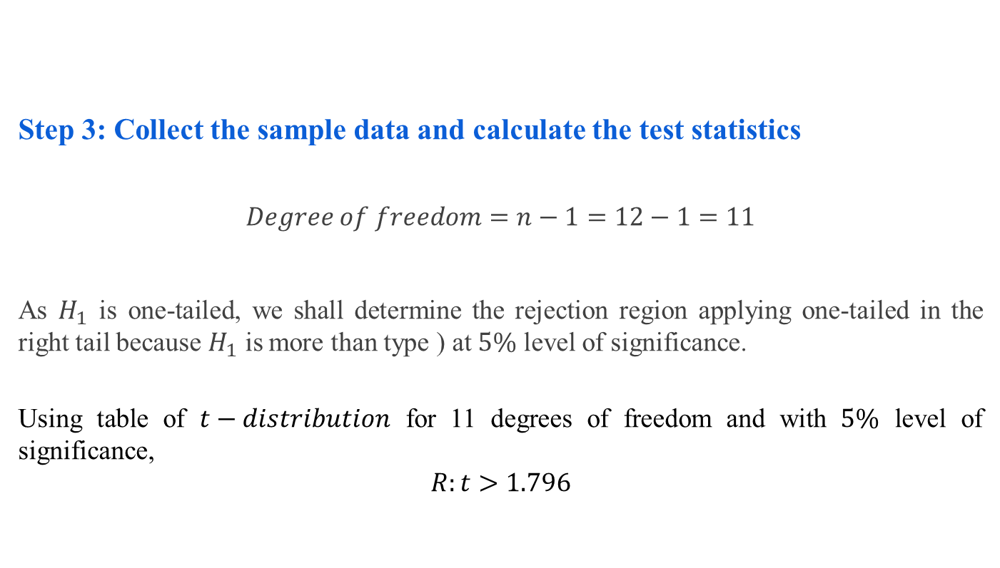 Step 3: Collect the sample data and calculate the test statistics
𝐷𝑒𝑔𝑟𝑒𝑒 𝑜𝑓 𝑓𝑟𝑒𝑒𝑑𝑜𝑚 = 𝑛 − 1 = 12 − 1 = 11
As 𝐻₁ is one-tailed, we shall determine the rejection region applying one-tailed in the
right tail because 𝐻₁ is more than type ) at 5% level of significance.
Using table of 𝑡 − 𝑑𝑖𝑠𝑡𝑟𝑖𝑏𝑢𝑡𝑖𝑜𝑛 for 11 degrees of freedom and with 5% level of
significance,
𝑅: 𝑡 > 1.796